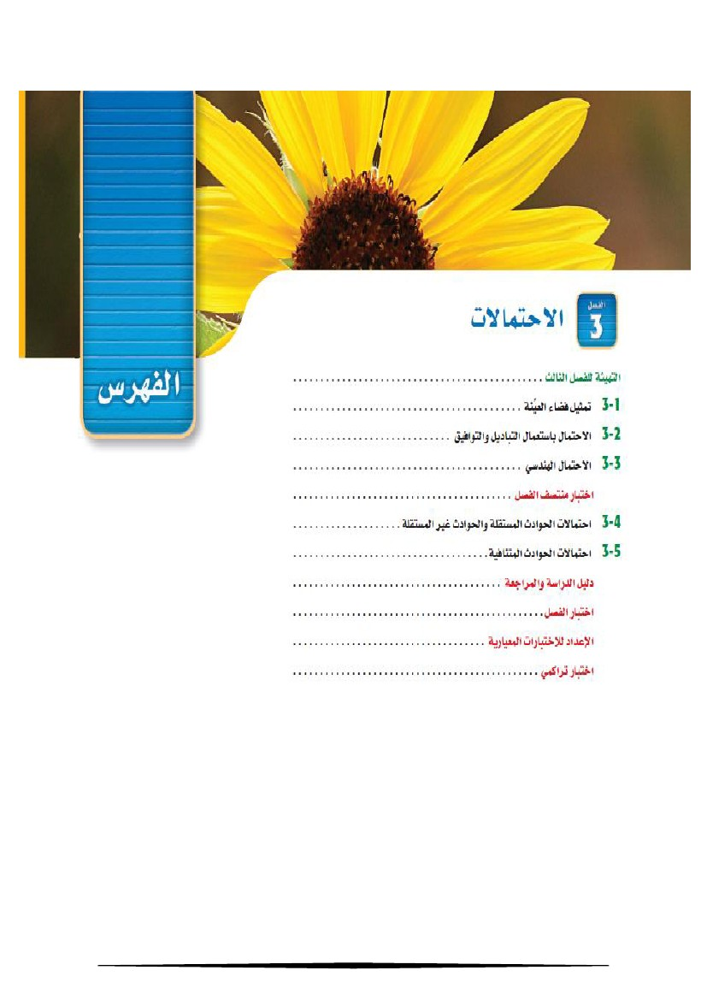 الفهرس
الفصل
3
الاحتمالات
التهيئة للفصل الثالث ..............................................
3-1 تمثيل فضاء العيِّنة ..........................................
3-2 الاحتمال باستعمال التباديل والتوافيق .............................
3-3 الاحتمال الهندسي ..........................................
اختبار منتصف الفصل ........................................
3-4 احتمالات الحوادث المستقلة والحوادث غير المستقلة ....................
3-5 احتمالات الحوادث المتنافية....................................
دليل الدراسة والمراجعة ......................................
اختبار الفصل..............................................
الإعداد للاختبارات المعيارية ...................................
اختبار تراكمي .............................................